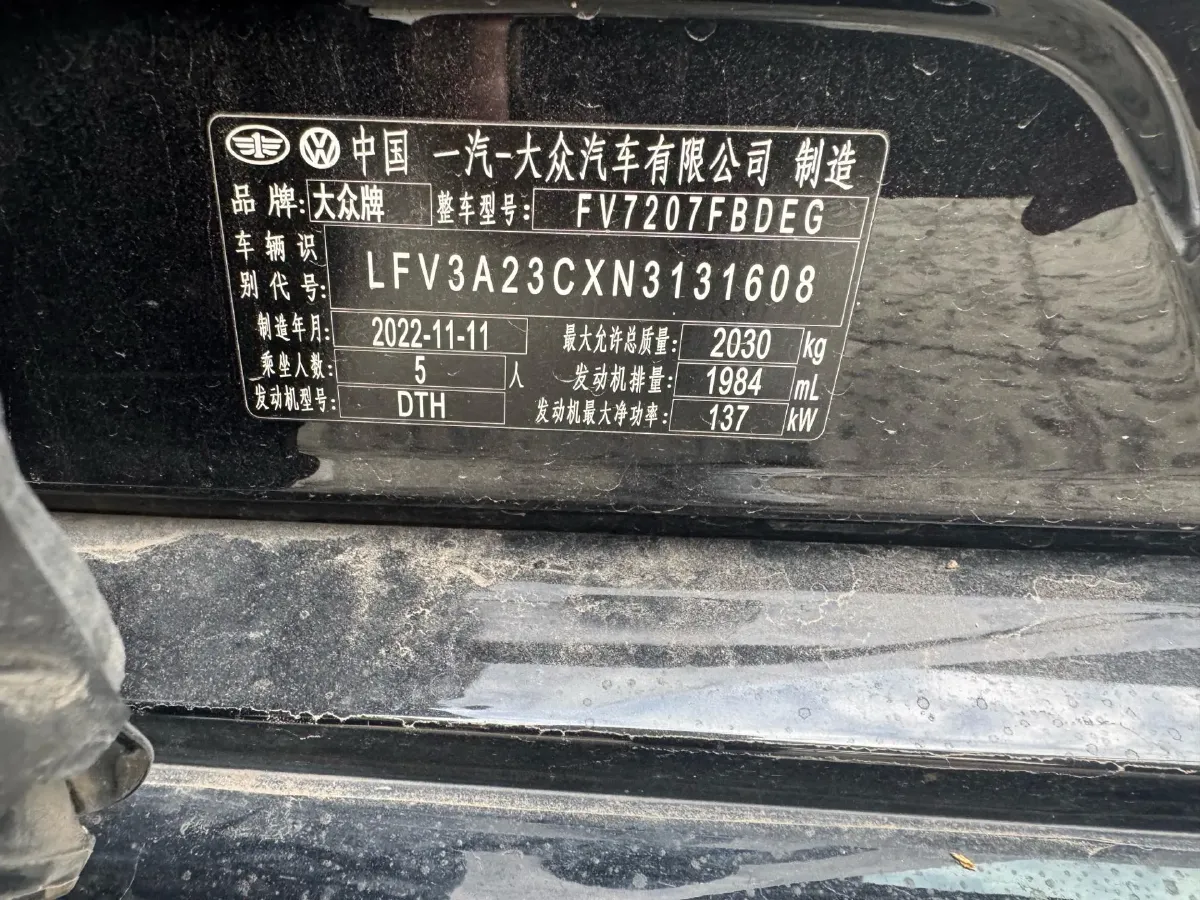 中国 一汽-大众汽车有限公司 制造
品牌: 大众牌 整车型号: FV7207FBDEG
车辆识别代号: LFV3A23CXN3131608
制造年月: 2022-11-11 最大允许总质量: 2030 kg
乘坐人数: 5 人 发动机排量: 1984 mL
发动机型号: DTH 发动机最大净功率: 137 kW